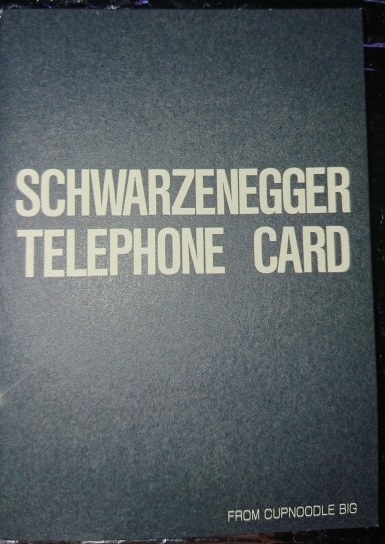 SCHWARZENEGGER
TELEPHONE CARD
FROM CUPNOODLE BIG